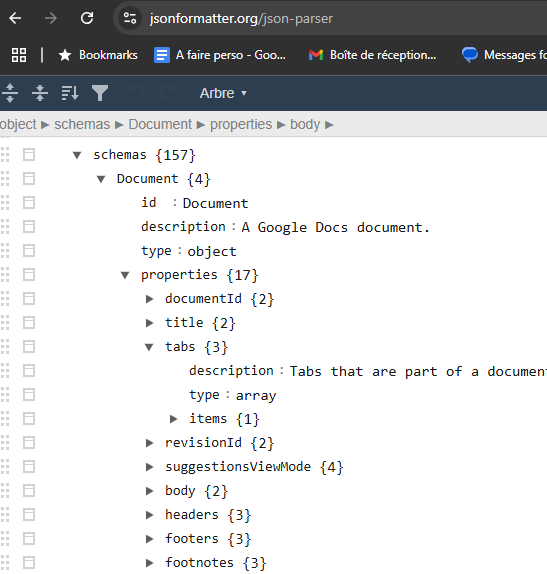 jsonformatter.org/json-parser
Bookmarks A faire perso - Goo... Boîte de réception... Messages fo
Arbre ▾
object ► schemas ► Document ► properties ► body ►
▼ schemas {157}
▼ Document {4}
id : Document
description : A Google Docs document.
type : object
▼ properties {17}
► documentId {2}
► title {2}
▼ tabs {3}
description : Tabs that are part of a documen
type : array
► items {1}
► revisionId {2}
► suggestionsViewMode {4}
► body {2}
► headers {3}
► footers {3}
► footnotes {3}